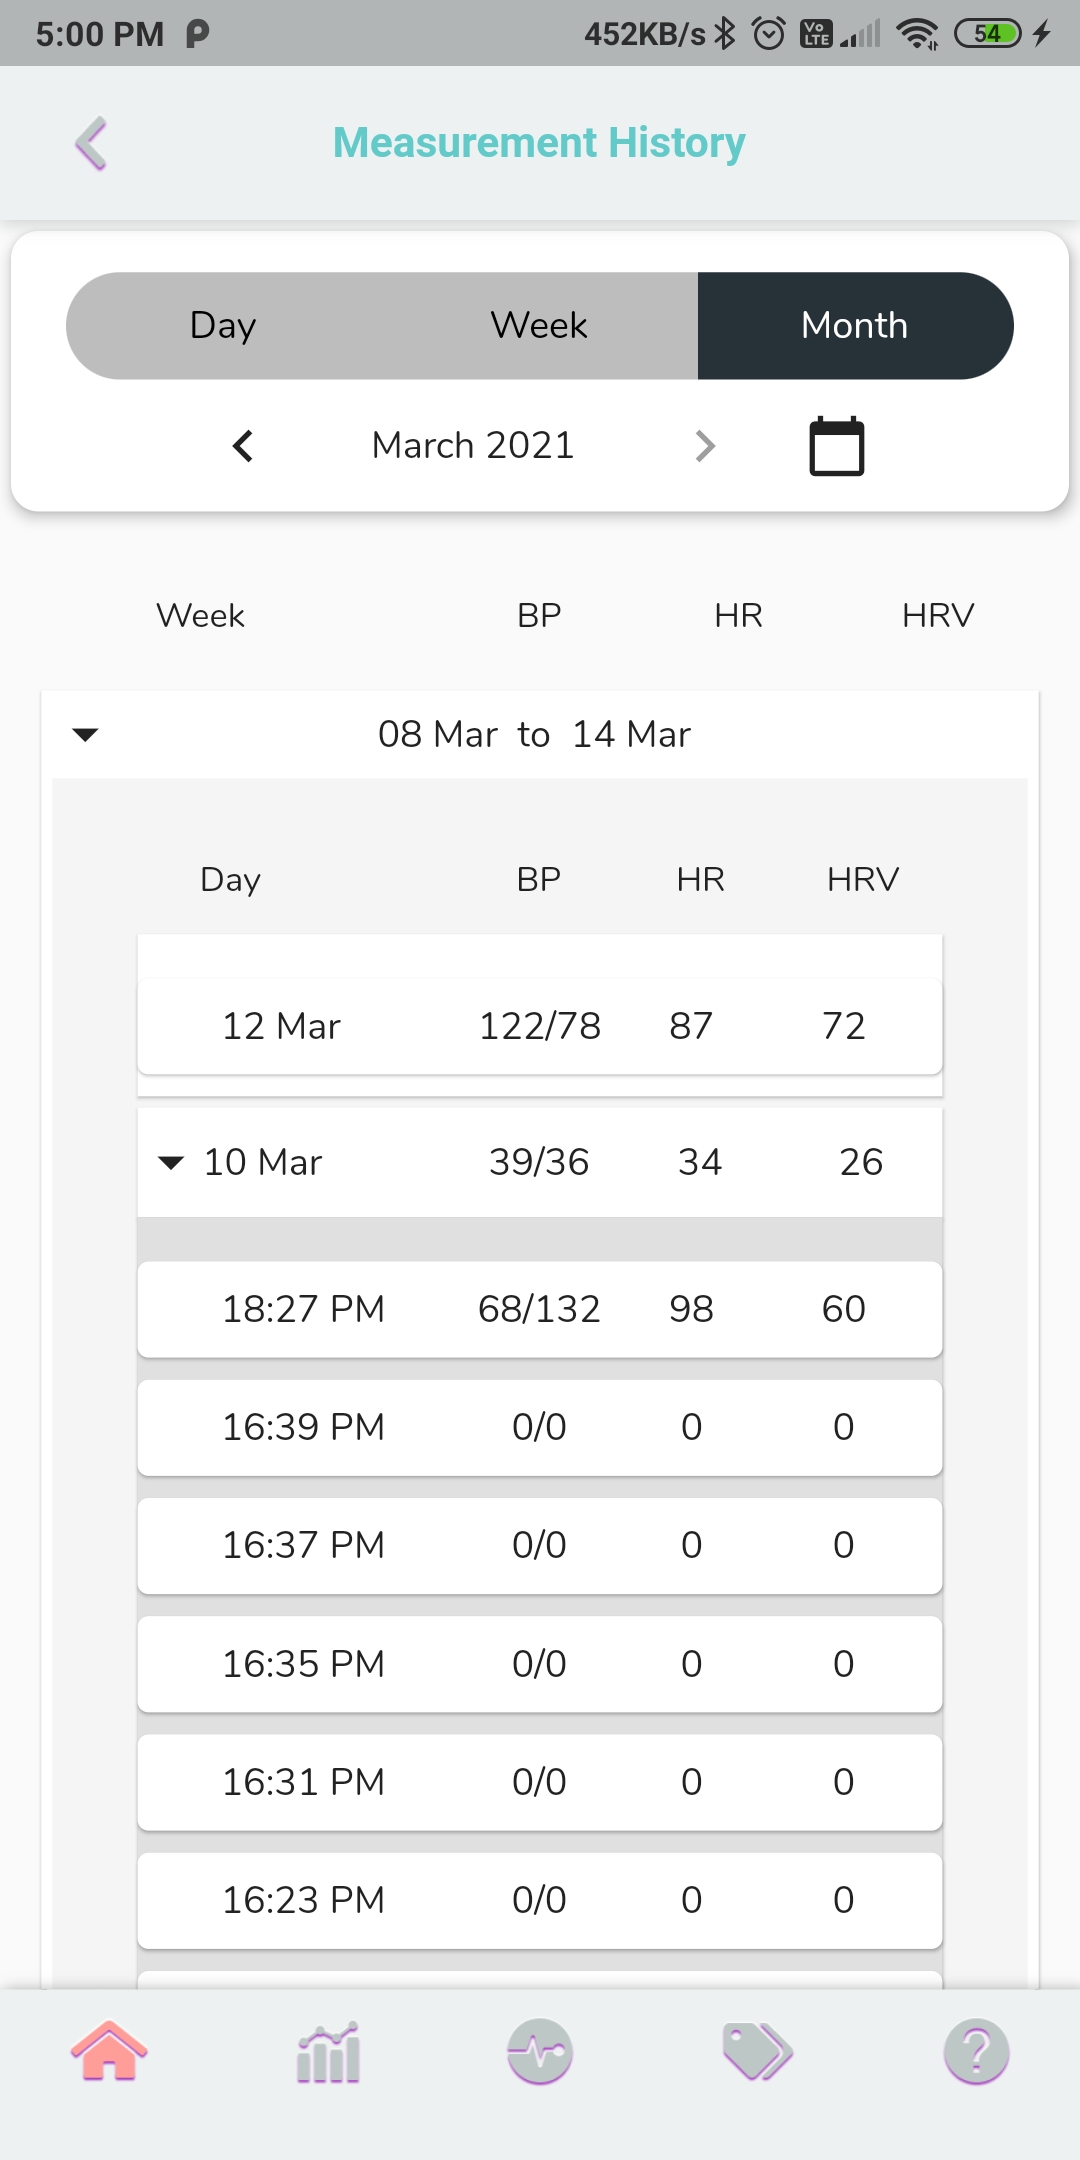 5:00 PM 452KB/s Vo LTE 54
Measurement History
Day Week Month
March 2021
Week BP HR HRV
08 Mar to 14 Mar
Day BP HR HRV
12 Mar 122/78 87 72
10 Mar 39/36 34 26
18:27 PM 68/132 98 60
16:39 PM 0/0 0 0
16:37 PM 0/0 0 0
16:35 PM 0/0 0 0
16:31 PM 0/0 0 0
16:23 PM 0/0 0 0
?